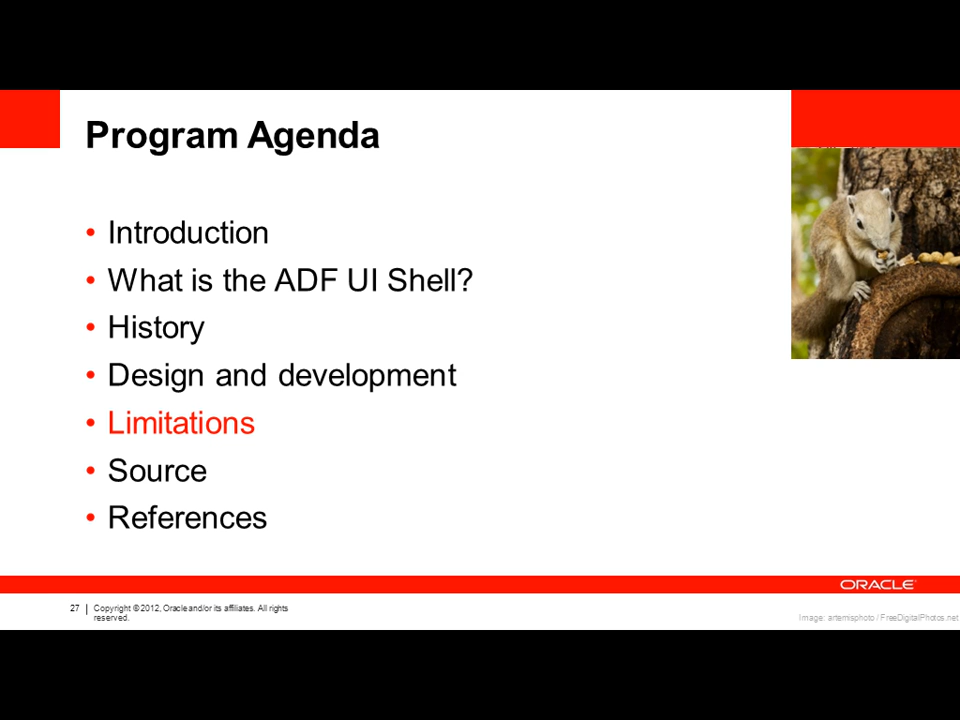 Program Agenda
• Introduction
• What is the ADF UI Shell?
• History
• Design and development
• Limitations
• Source
• References
ORACLE
27 | Copyright © 2012, Oracle and/or its affiliates. All rights
reserved.
Image: artemisphoto / FreeDigitalPhotos.net